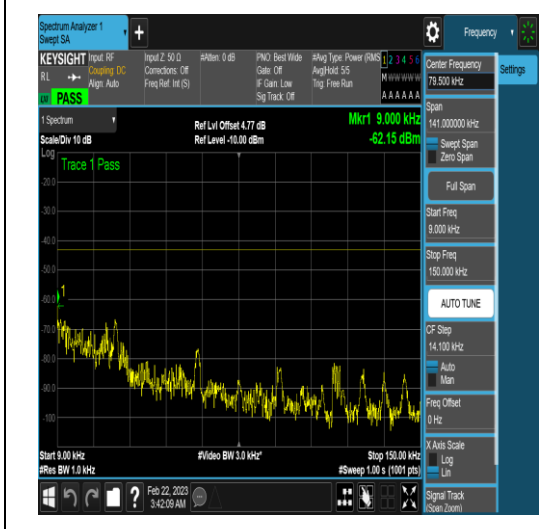 Spectrum Analyzer 1
Swept SA
+
Frequency
KEYSIGHT
RL
Input: RF
Coupling: DC
Align: Auto
Input Z: 50 Ω
Corrections: Off
Freq Ref: Int (S)
#Atten: 0 dB
PNO: Best Wide
Gate: Off
IF Gain: Low
Sig Track: Off
#Avg Type: Power (RMS
Avg|Hold: 5/5
Trig: Free Run
1 2 3 4 5 6
M W W W W W
A A A A A A
PASS
1 Spectrum
Scale/Div 10 dB
Ref Lvl Offset 4.77 dB
Ref Level -10.00 dBm
Mkr1 9.000 kHz
-62.15 dBm
Log
Trace 1 Pass
-20.0
-30.0
-40.0
-50.0
-60.0
-70.0
-80.0
-90.0
-100
1
Start 9.00 kHz
#Res BW 1.0 kHz
#Video BW 3.0 kHz*
Stop 150.00 kHz
#Sweep 1.00 s (1001 pts)
?
Feb 22, 2023
3:42:09 AM
Center Frequency
79.500 kHz
Settings
Span
141.000000 kHz
Swept Span
Zero Span
Full Span
Start Freq
9.000 kHz
Stop Freq
150.000 kHz
AUTO TUNE
CF Step
14.100 kHz
Auto
Man
Freq Offset
0 Hz
X Axis Scale
Log
Lin
Signal Track
(Span Zoom)